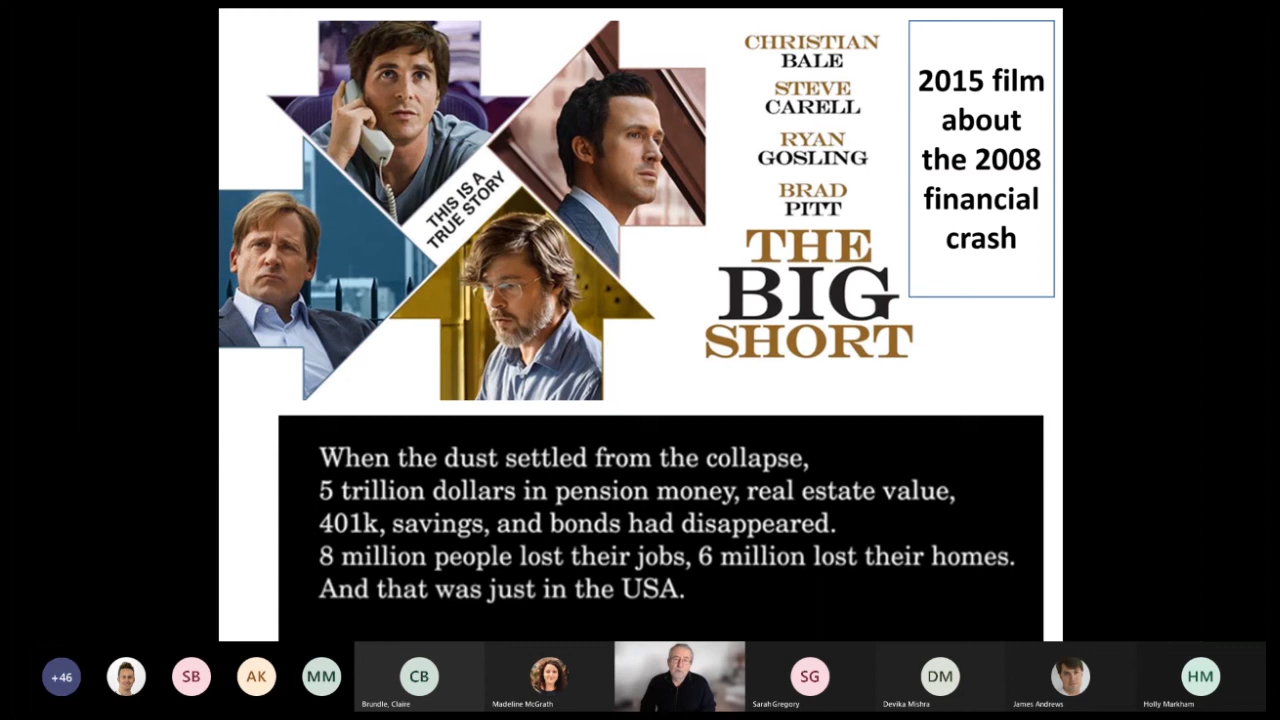 THIS IS A
TRUE STORY
CHRISTIAN
BALE
STEVE
CARELL
RYAN
GOSLING
BRAD
PITT
THE
BIG
SHORT
2015 film
about
the 2008
financial
crash
When the dust settled from the collapse,
5 trillion dollars in pension money, real estate value,
401k, savings, and bonds had disappeared.
8 million people lost their jobs, 6 million lost their homes.
And that was just in the USA.
+46
SB
AK
MM
CB
Brundle, Claire
Madeline McGrath
SG
Sarah Gregory
DM
Devika Mishra
James Andrews
HM
Holly Markham